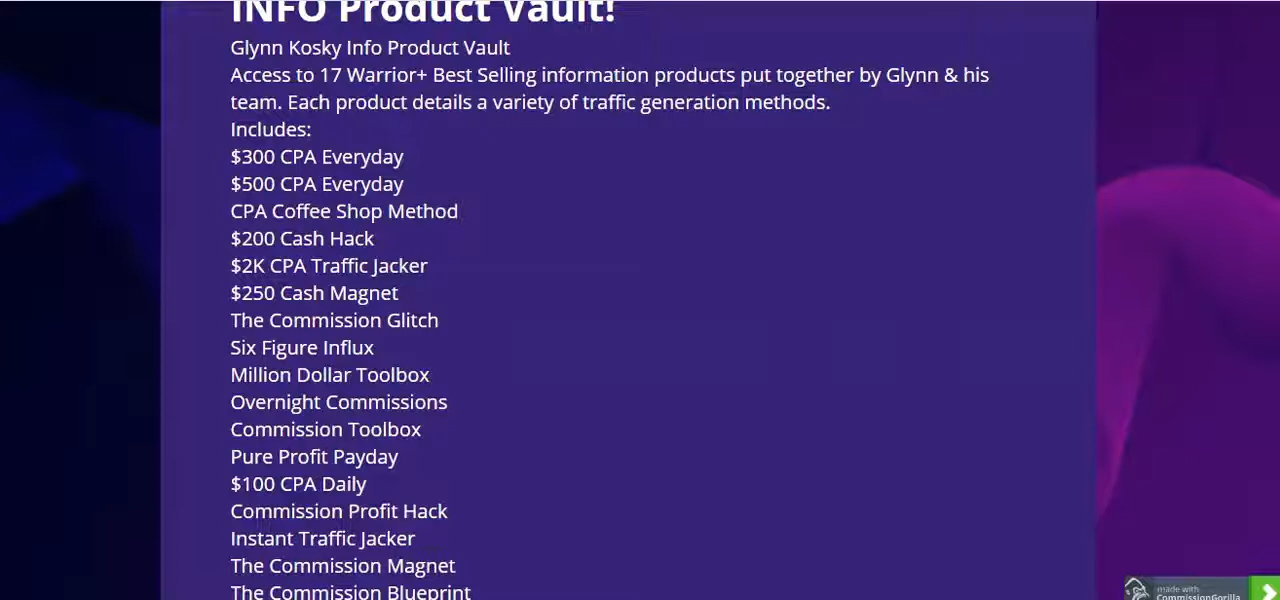 INFO Product Vault!
Glynn Kosky Info Product Vault
Access to 17 Warrior+ Best Selling information products put together by Glynn & his
team. Each product details a variety of traffic generation methods.
Includes:
$300 CPA Everyday
$500 CPA Everyday
CPA Coffee Shop Method
$200 Cash Hack
$2K CPA Traffic Jacker
$250 Cash Magnet
The Commission Glitch
Six Figure Influx
Million Dollar Toolbox
Overnight Commissions
Commission Toolbox
Pure Profit Payday
$100 CPA Daily
Commission Profit Hack
Instant Traffic Jacker
The Commission Magnet
The Commission Blueprint
made with
CommissionGorilla